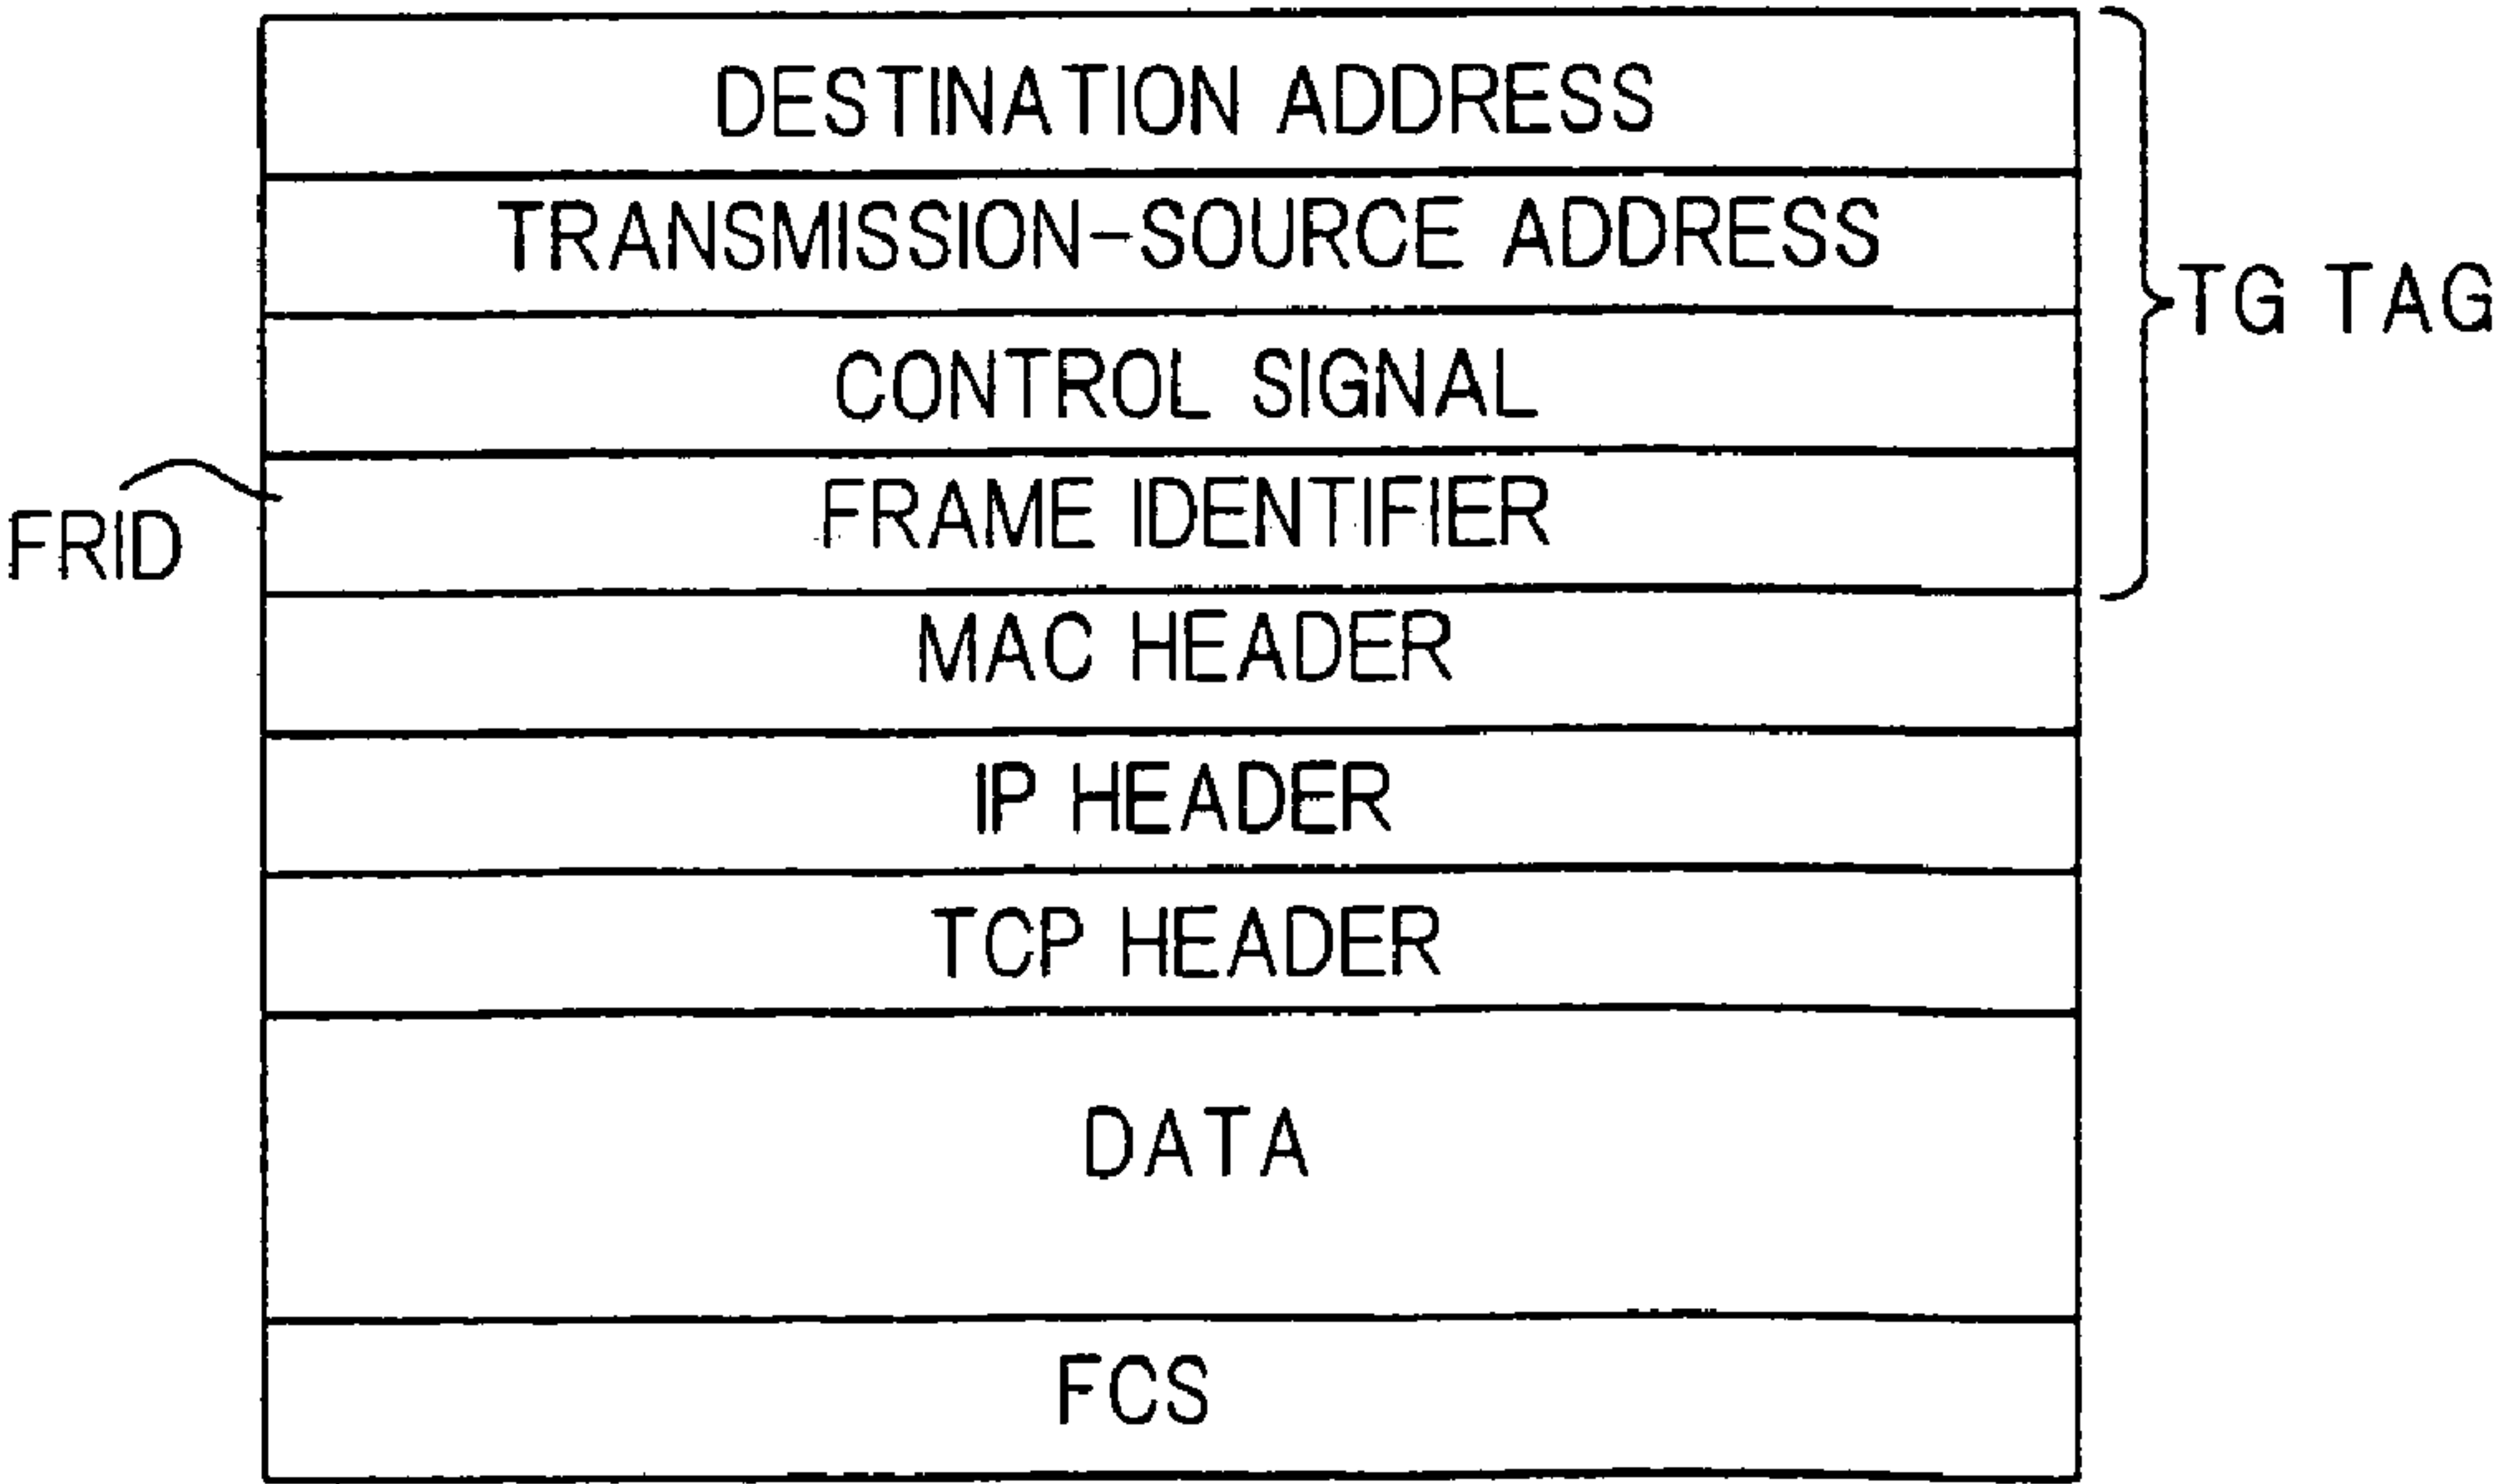 DESTINATION ADDRESS
TRANSMISSION-SOURCE ADDRESS
TG TAG
CONTROL SIGNAL
FRAME IDENTIFIER
FRID
MAC HEADER
IP HEADER
TCP HEADER
DATA
FCS